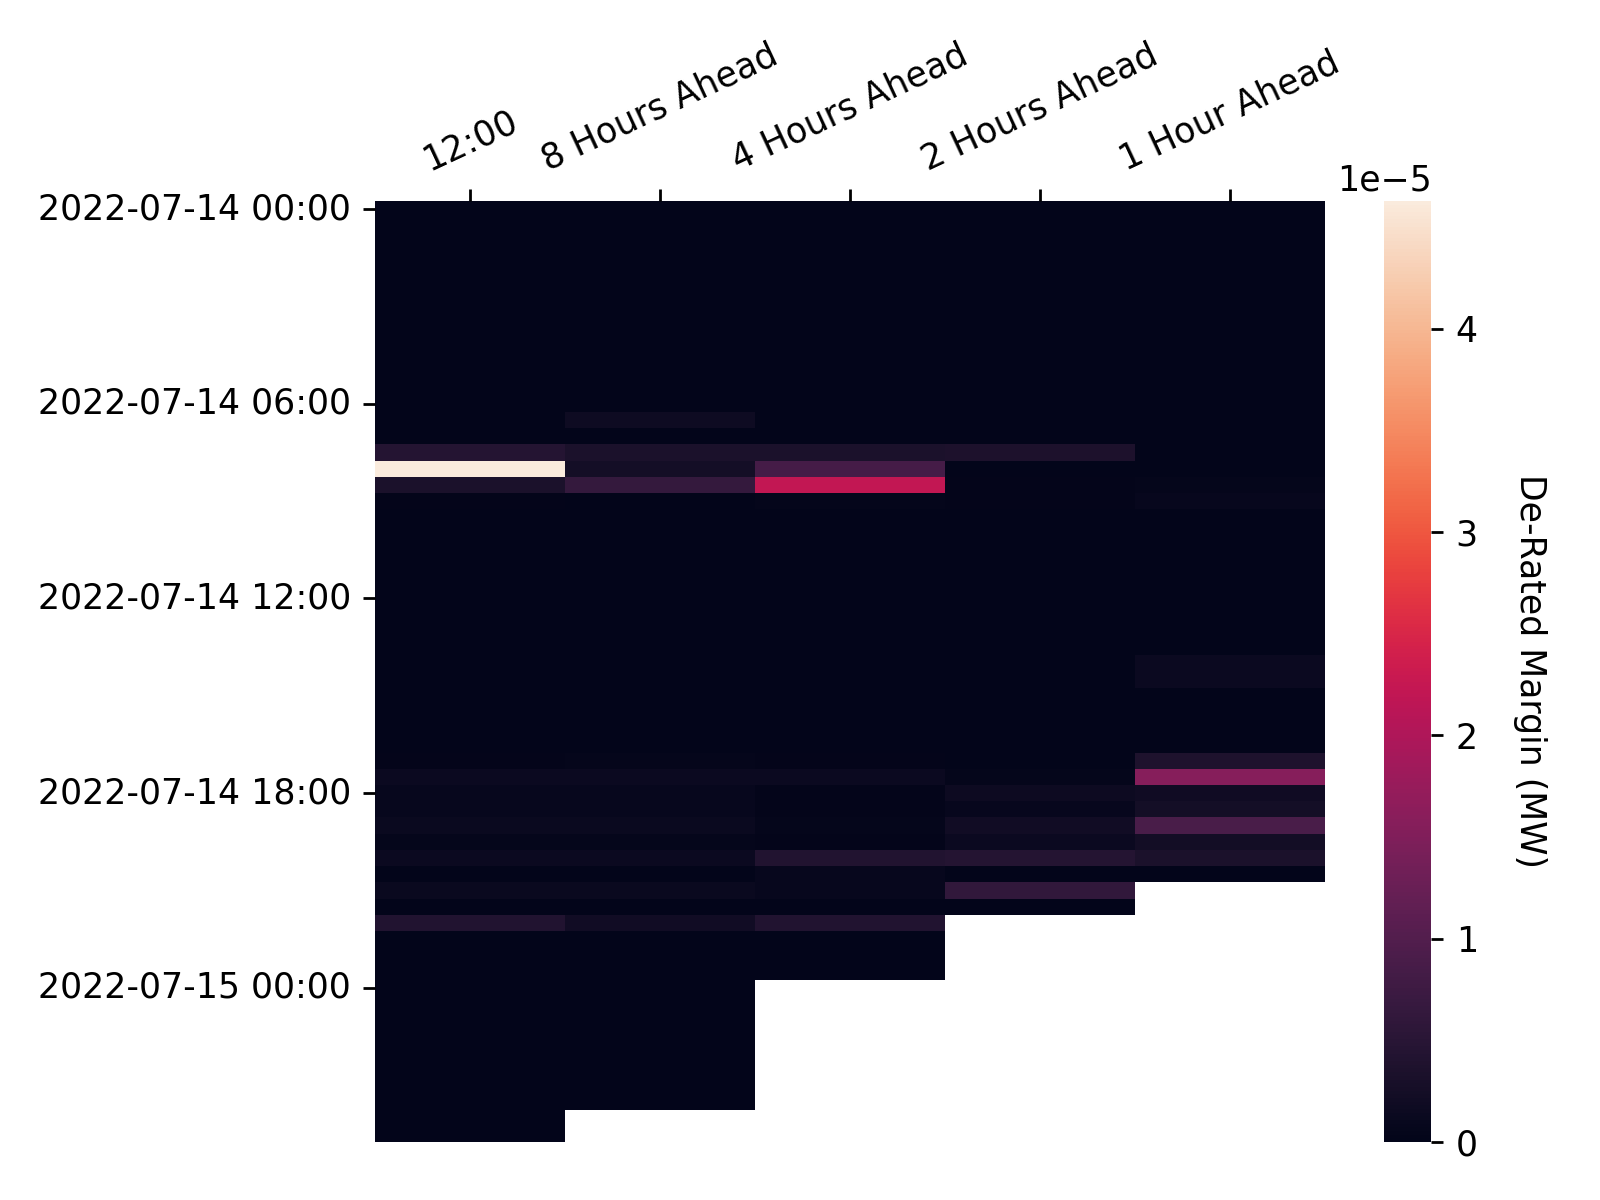 12:00
8 Hours Ahead
4 Hours Ahead
2 Hours Ahead
1 Hour Ahead
1e−5
2022-07-14 00:00
2022-07-14 06:00
2022-07-14 12:00
2022-07-14 18:00
2022-07-15 00:00
4
3
2
1
0
De-Rated Margin (MW)